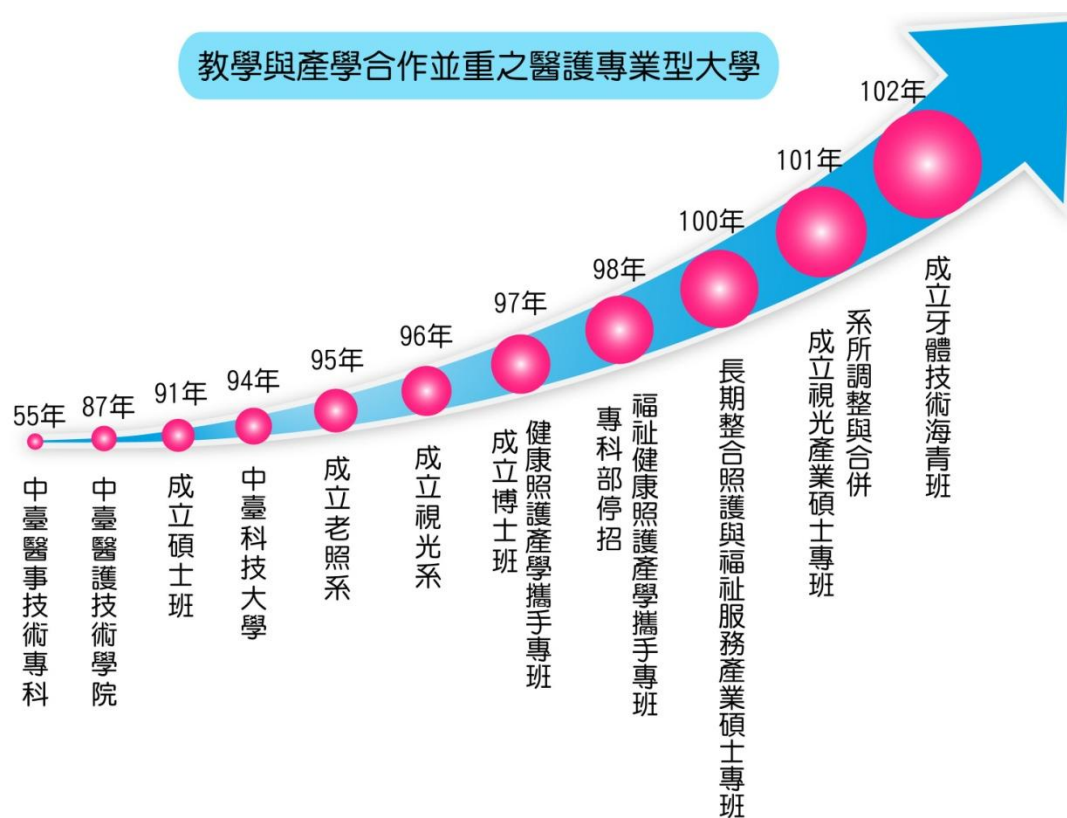 教學與產學合作並重之醫護專業型大學
55年
中臺醫事技術專科
87年
中臺醫護技術學院
91年
成立碩士班
94年
中臺科技大學
95年
成立老照系
96年
成立視光系
97年
健康照護產學攜手專班
成立博士班
98年
福祉健康照護產學攜手專班
專科部停招
100年
長期整合照護與福祉服務產業碩士專班
101年
系所調整與合併
成立視光產業碩士專班
102年
成立牙體技術海青班